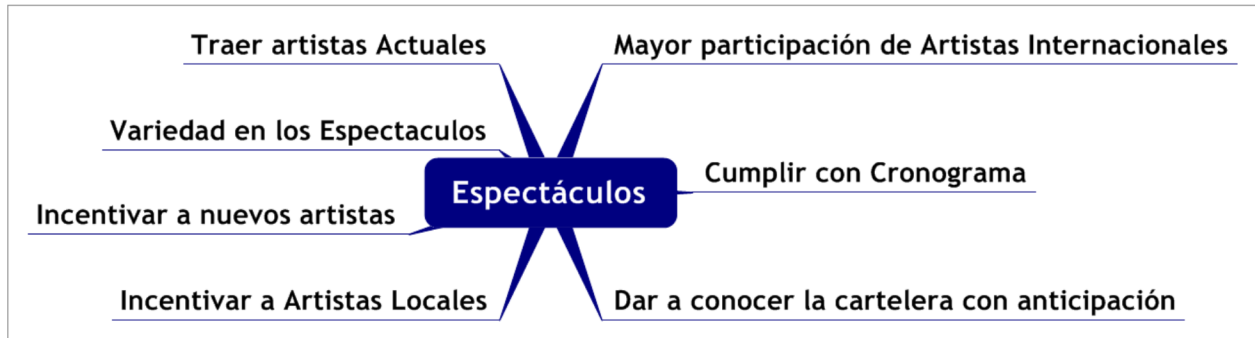 Traer artistas Actuales
Mayor participación de Artistas Internacionales
Variedad en los Espectaculos
Espectáculos
Cumplir con Cronograma
Incentivar a nuevos artistas
Incentivar a Artistas Locales
Dar a conocer la cartelera con anticipación